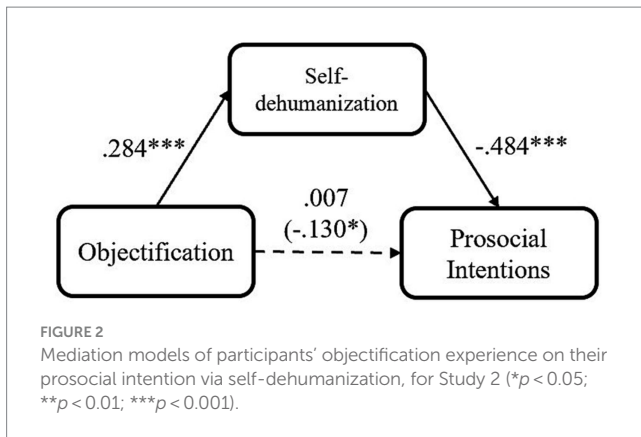 Self-
dehumanization
.284***
-.484***
.007
(-.130*)
Objectification
Prosocial
Intentions
FIGURE 2
Mediation models of participants’ objectification experience on their
prosocial intention via self-dehumanization, for Study 2 (*p < 0.05;
**p < 0.01; ***p < 0.001).